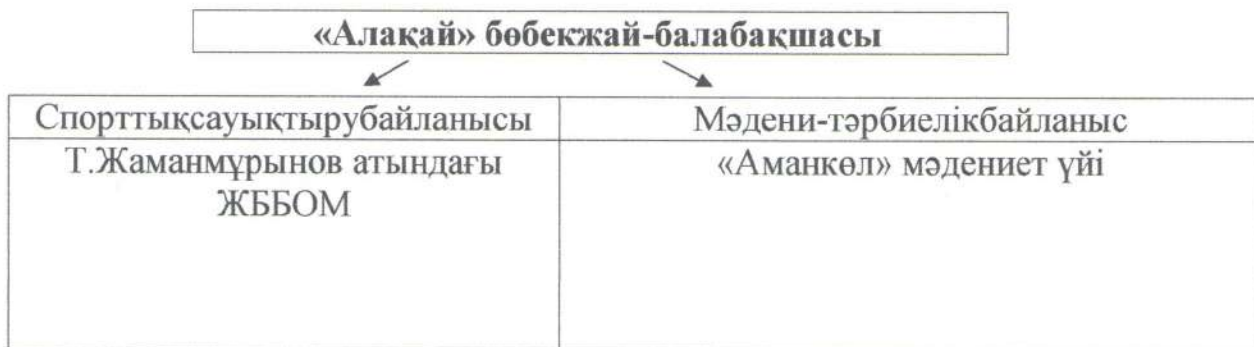 «Алақай» бөбекжай-балабақшасы
Спорттықсауықтырубайланысы
Мәдени-тәрбиелікбайланыс
Т.Жаманмұрынов атындағы
ЖББОМ
«Аманкөл» мәдениет үйі